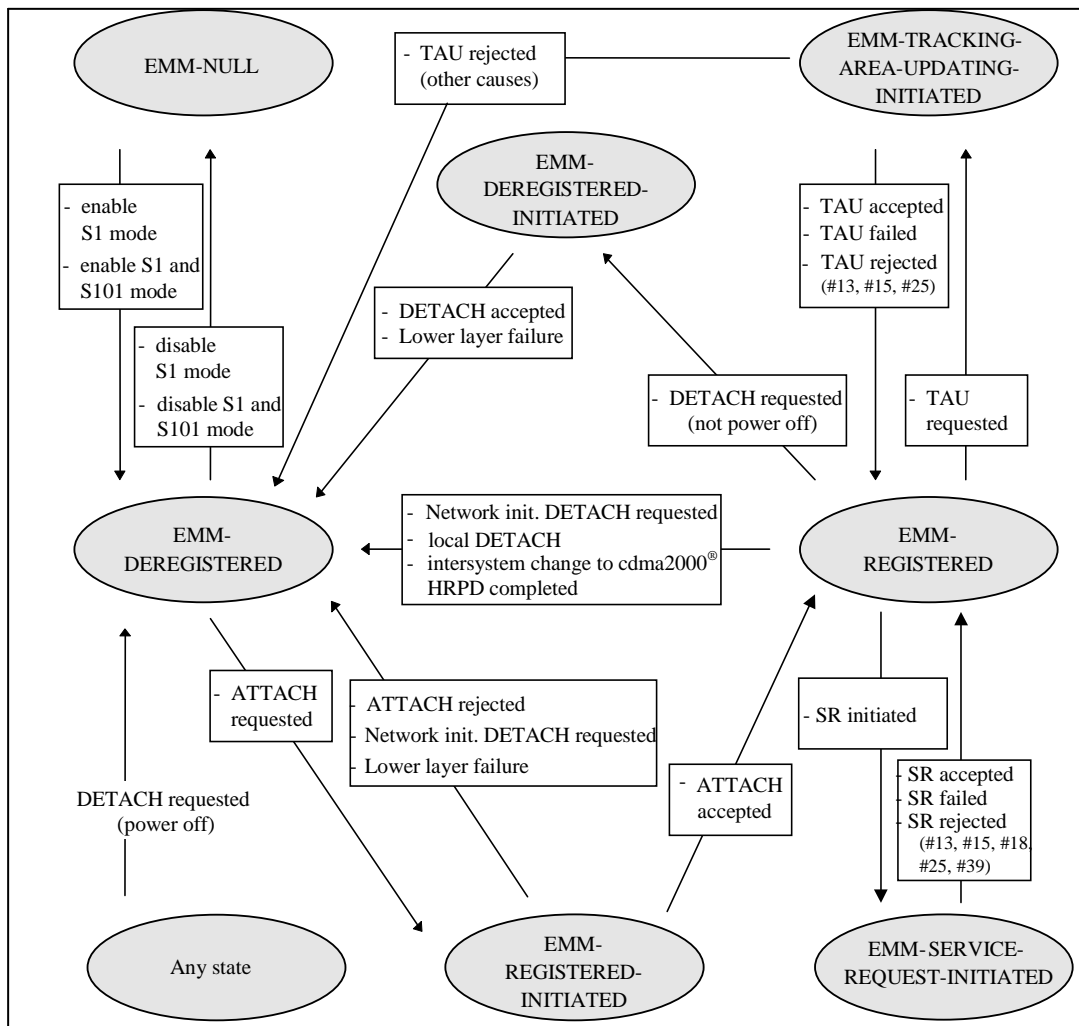 EMM-NULL
- TAU rejected
(other causes)
EMM-TRACKING-
AREA-UPDATING-
INITIATED
EMM-
DEREGISTERED-
INITIATED
- enable
S1 mode
- enable S1 and
S101 mode
- disable
S1 mode
- disable S1 and
S101 mode
- DETACH accepted
- Lower layer failure
- TAU accepted
- TAU failed
- TAU rejected
(#13, #15, #25)
- DETACH requested
(not power off)
- TAU
requested
EMM-
DEREGISTERED
- Network init. DETACH requested
- local DETACH
- intersystem change to cdma2000®
HRPD completed
EMM-
REGISTERED
- ATTACH
requested
- ATTACH rejected
- Network init. DETACH requested
- Lower layer failure
- SR initiated
DETACH requested
(power off)
- ATTACH
accepted
- SR accepted
- SR failed
- SR rejected
(#13, #15, #18,
#25, #39)
Any state
EMM-
REGISTERED-
INITIATED
EMM-SERVICE-
REQUEST-INITIATED